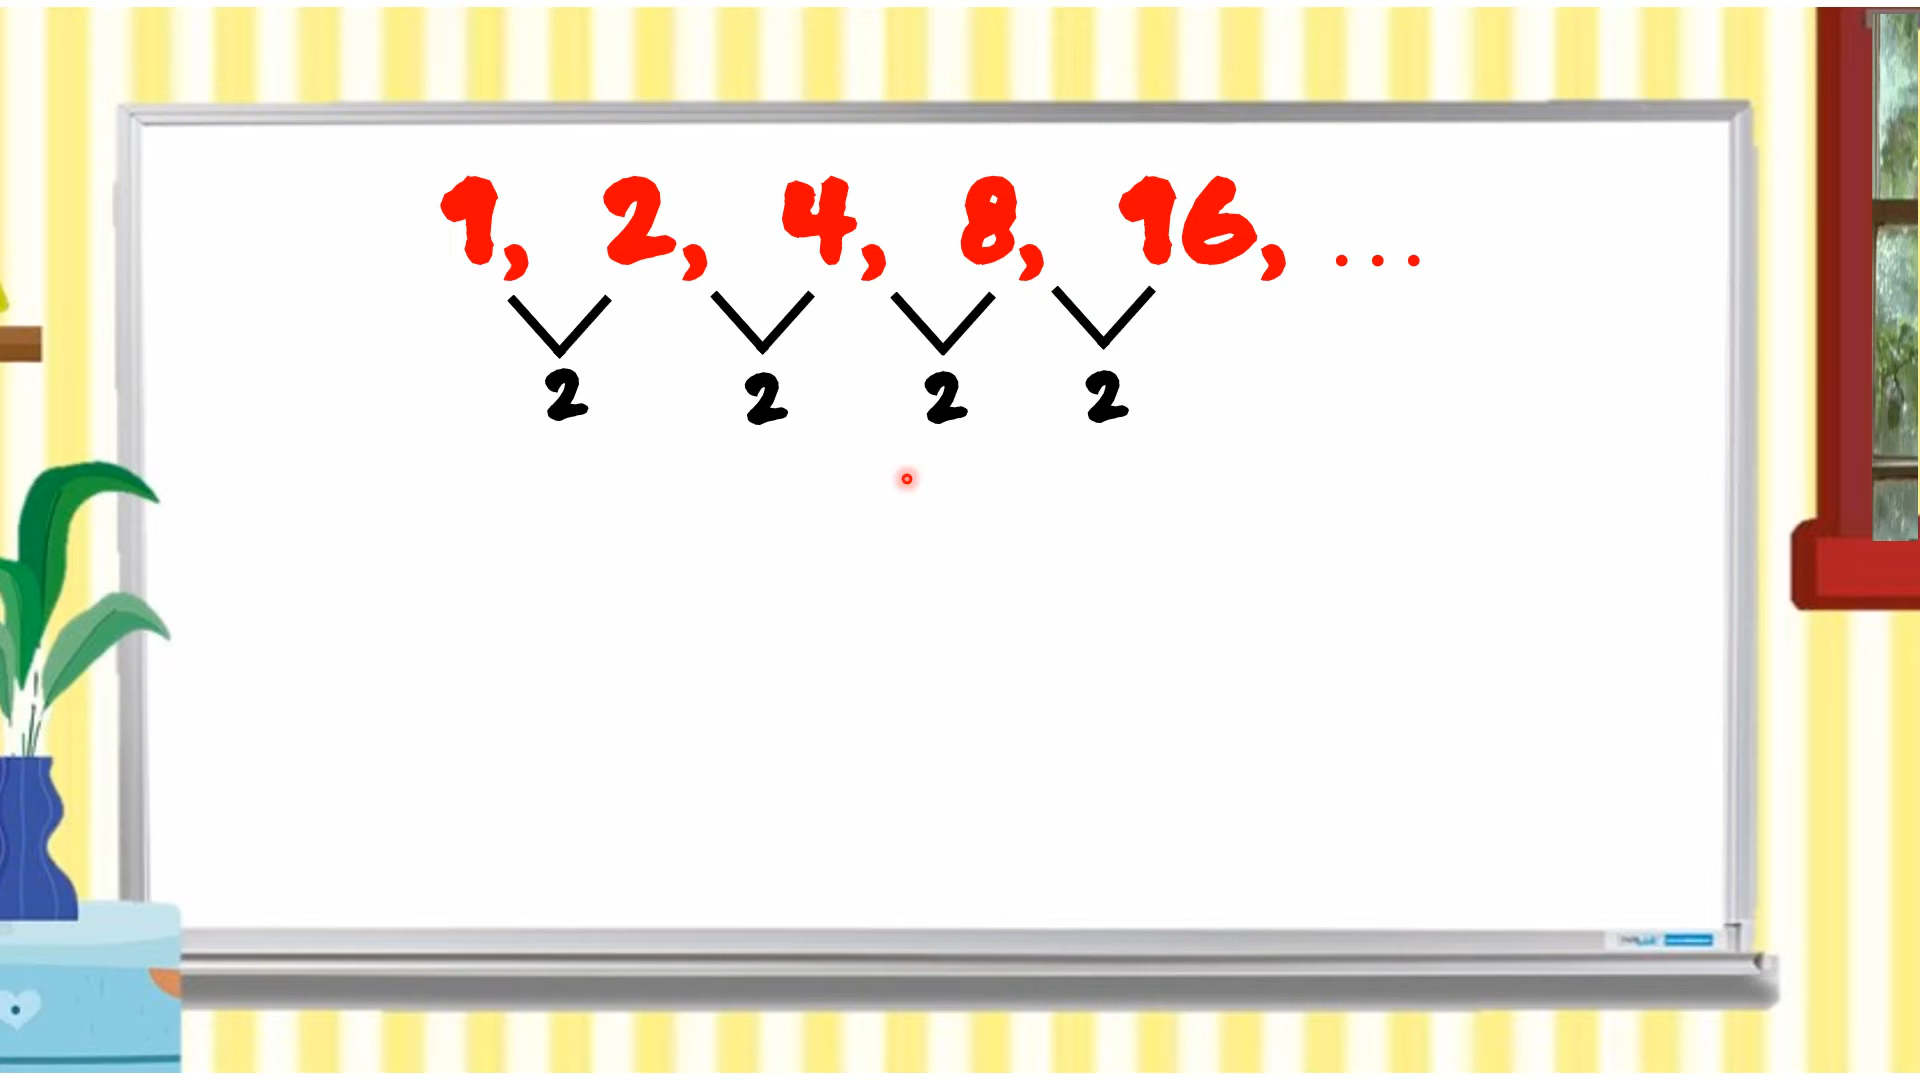 1, 2, 4, 8, 16, ...
2 2 2 2